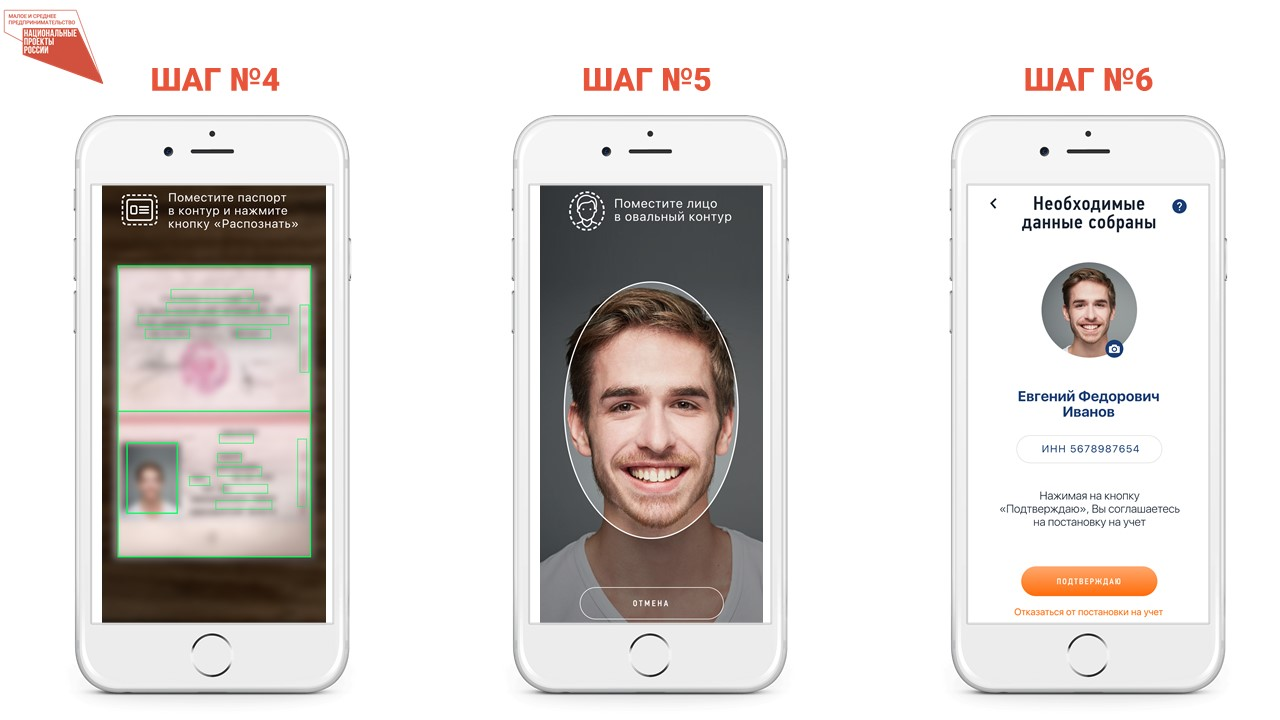 МАЛОЕ И СРЕДНЕЕ
ПРЕДПРИНИМАТЕЛЬСТВО
НАЦИОНАЛЬНЫЕ
ПРОЕКТЫ
РОССИИ
ШАГ №4
Поместите паспорт
в контур и нажмите
кнопку «Распознать»
ШАГ №5
Поместите лицо
в овальный контур
ОТМЕНА
ШАГ №6
Необходимые
данные собраны
?
Евгений Федорович
Иванов
ИНН 5678987654
Нажимая на кнопку
«Подтверждаю», Вы соглашаетесь
на постановку на учет
ПОДТВЕРЖДАЮ
Отказаться от постановки на учет